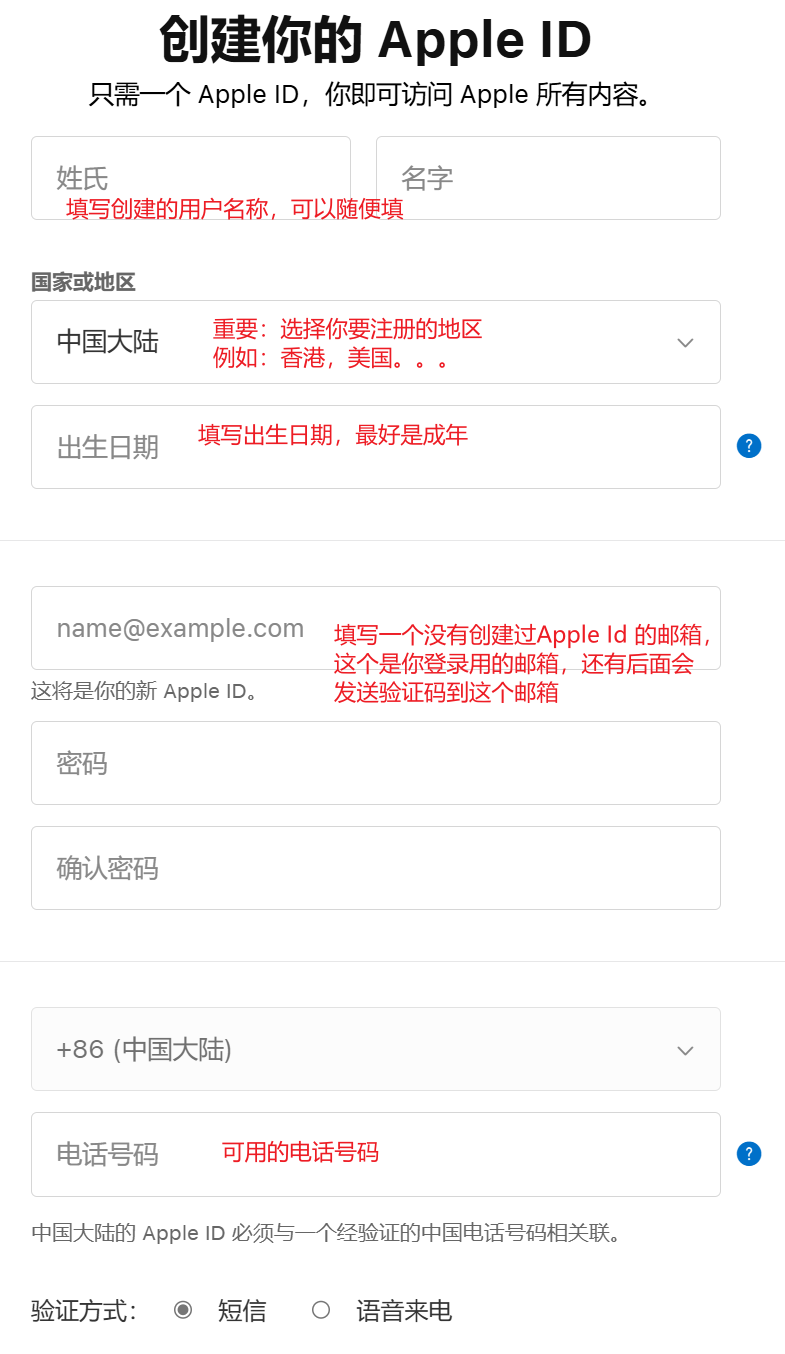 创建你的 Apple ID
只需一个 Apple ID，你即可访问 Apple 所有内容。
姓氏
名字
填写创建的用户名称，可以随便填
国家或地区
中国大陆
重要：选择你要注册的地区
例如：香港，美国。。。
出生日期
填写出生日期，最好是成年
?
name@example.com
填写一个没有创建过Apple Id 的邮箱，
这个是你登录用的邮箱，还有后面会
发送验证码到这个邮箱
这将是你的新 Apple ID。
密码
确认密码
+86 (中国大陆)
电话号码
可用的电话号码
?
中国大陆的 Apple ID 必须与一个经验证的中国电话号码相关联。
验证方式： 短信 语音来电